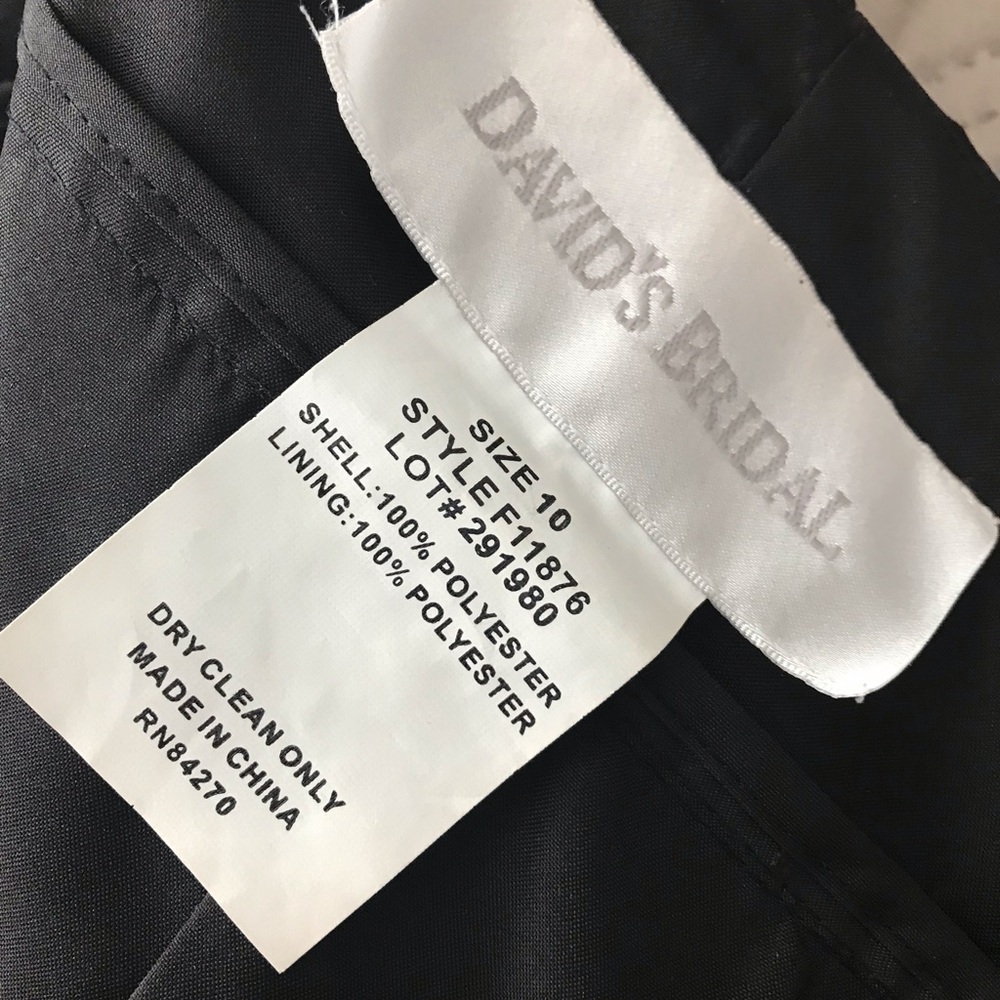 DAVID'S BRIDAL
SIZE 10
STYLE F11876
LOT# 291980
SHELL:100% POLYESTER
LINING:100% POLYESTER
DRY CLEAN ONLY
MADE IN CHINA
RN84270